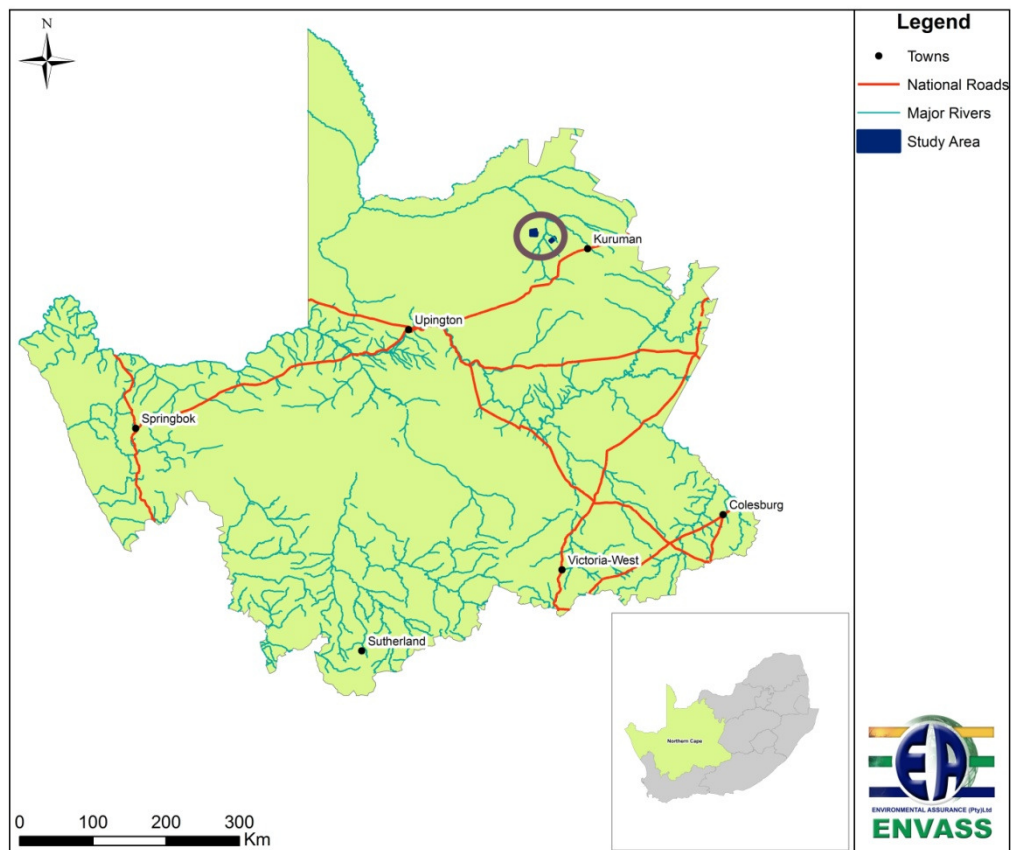 N
Legend
Towns
National Roads
Major Rivers
Study Area
Kuruman
Upington
Springbok
Colesburg
Victoria-West
Sutherland
Northern Cape
0 100 200 300
Km
EA
ENVIRONMENTAL ASSURANCE (Pty)Ltd
ENVASS